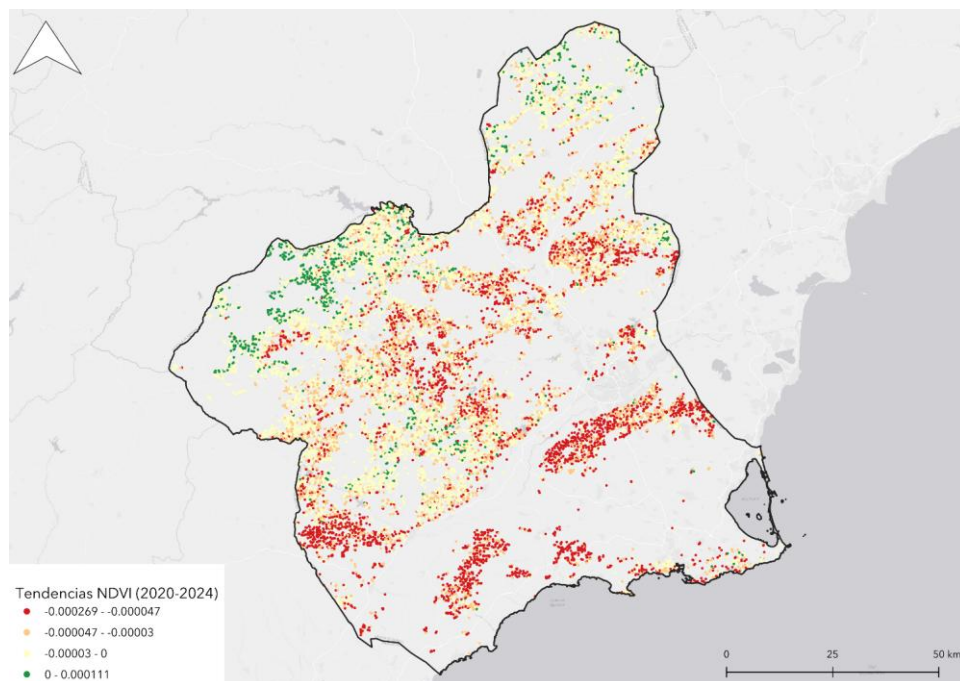 Tendencias NDVI (2020-2024)
-0.000269 - -0.000047
-0.000047 - -0.00003
-0.00003 - 0
0 - 0.000111
0 25 50 km